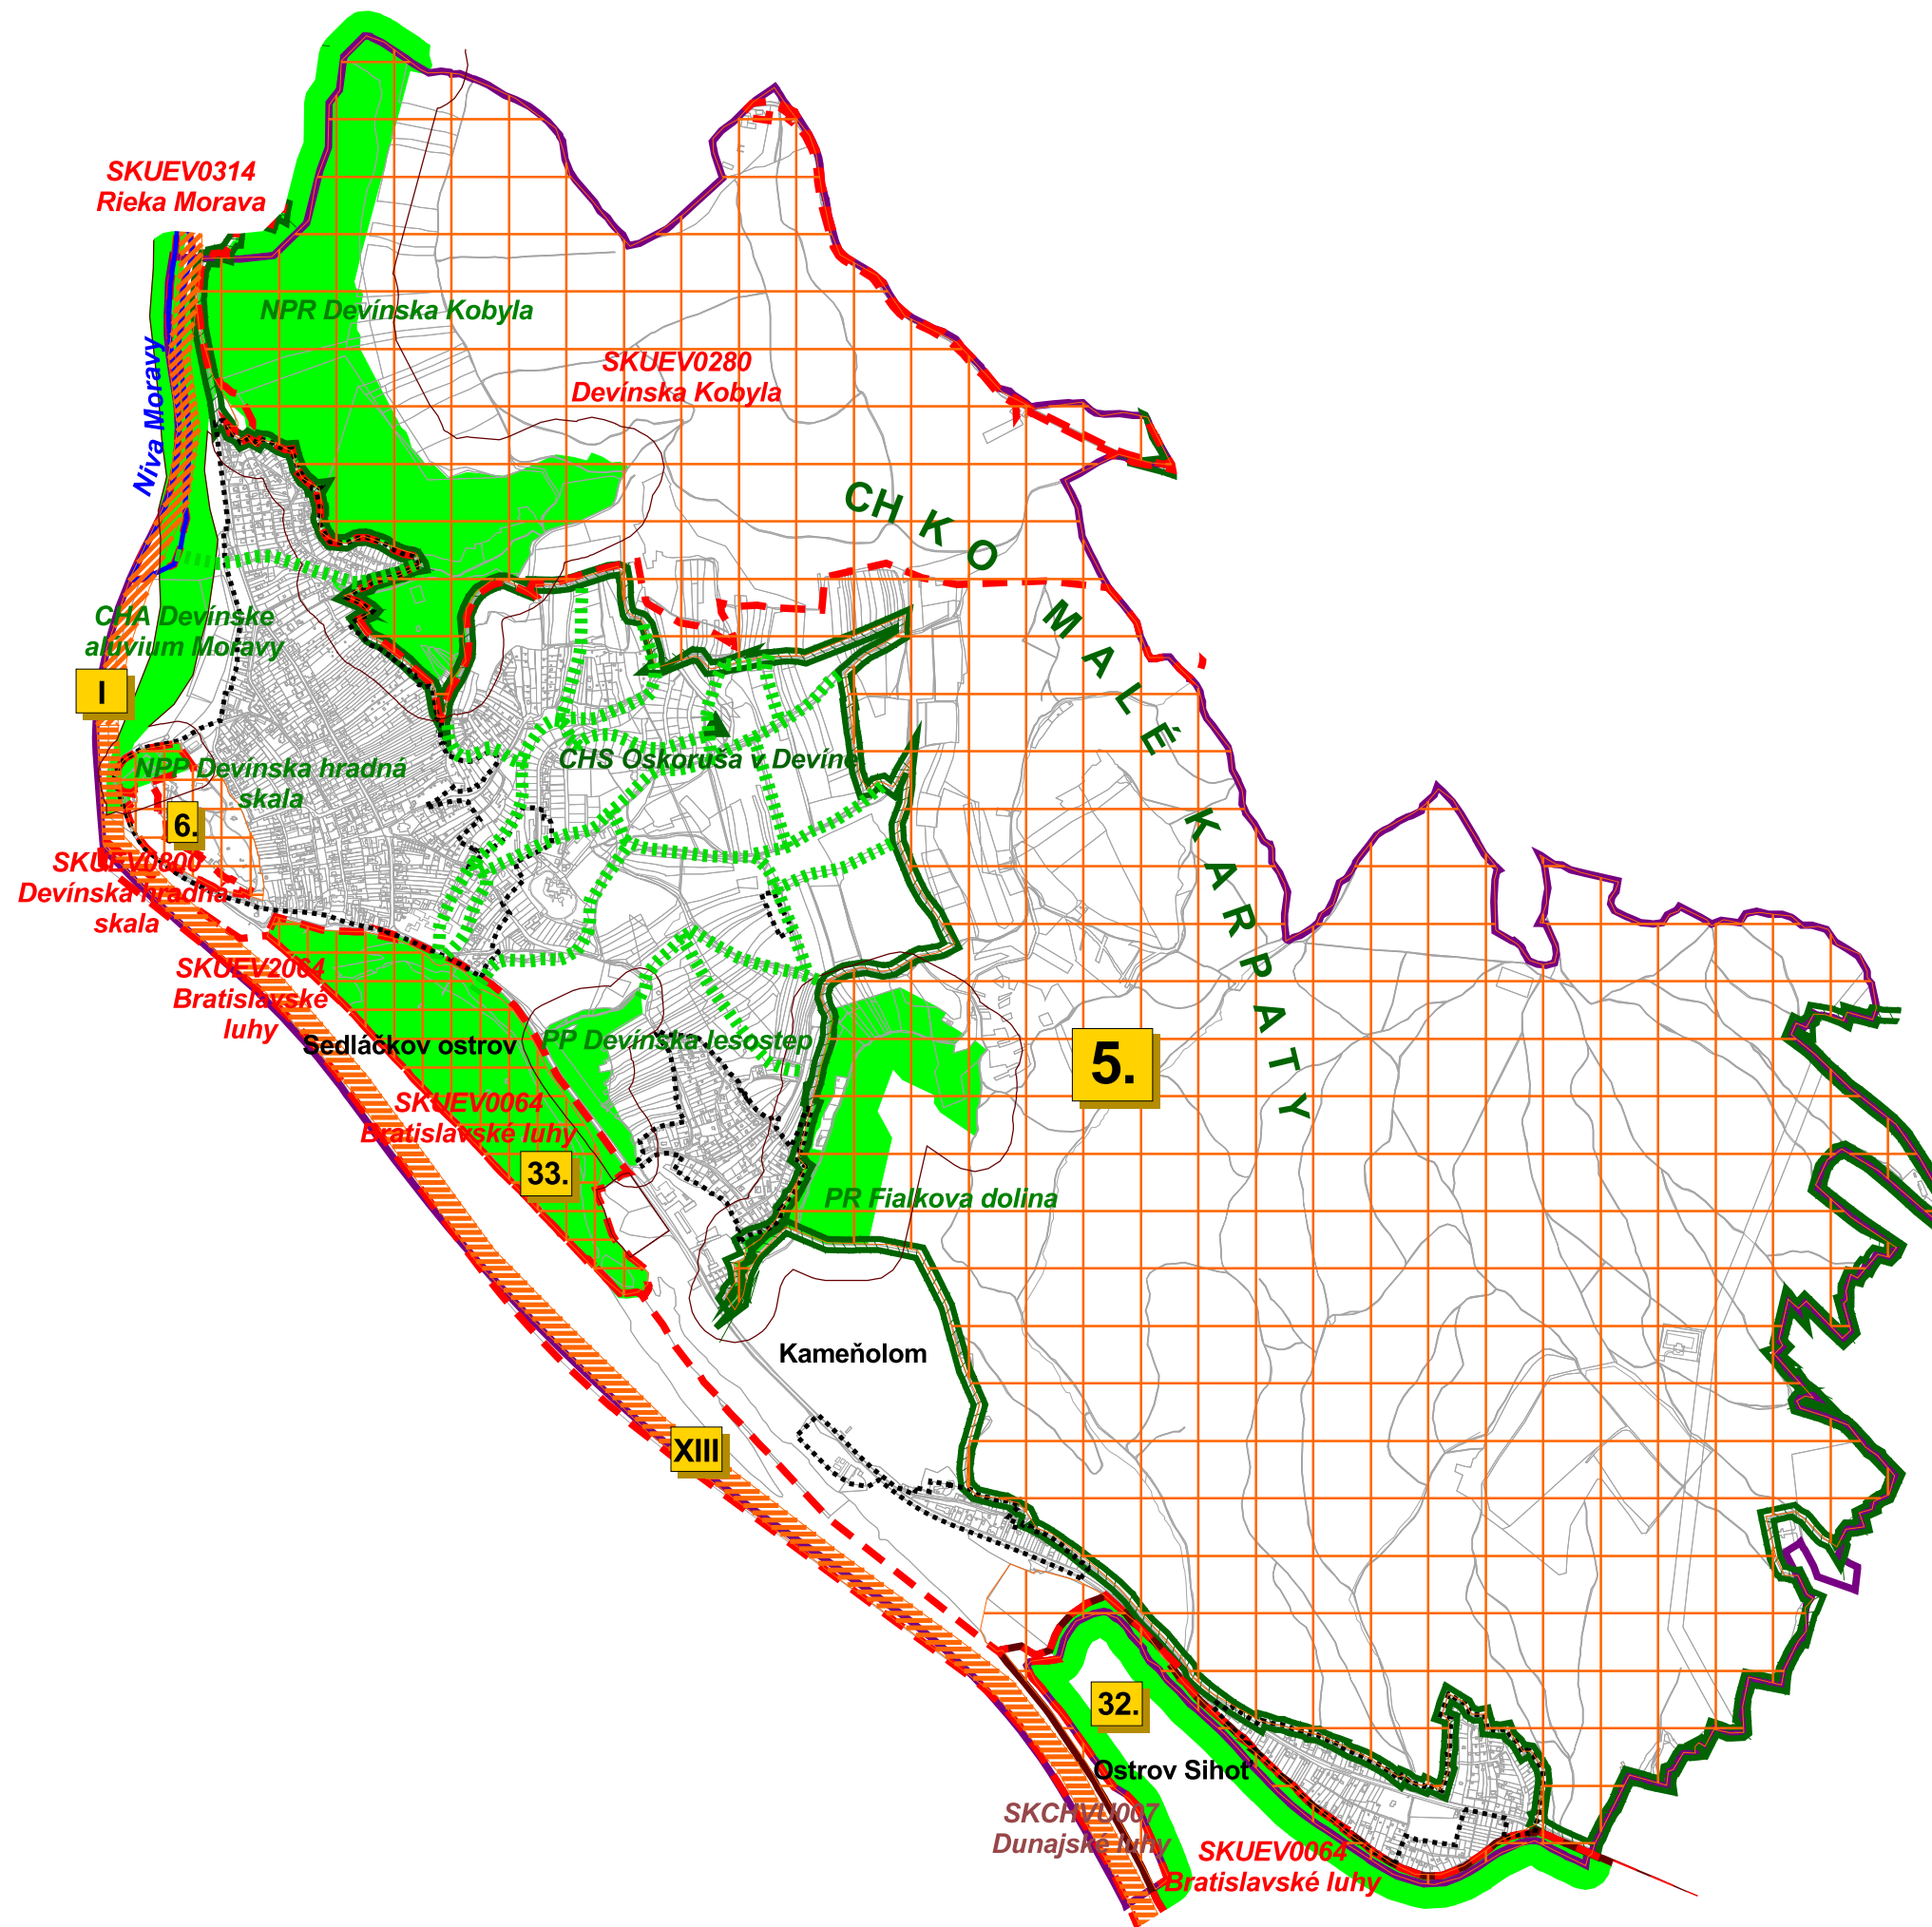 SKUEV0314
Rieka Morava
NPR Devínska Kobyla
SKUEV0280
Devínska Kobyla
Niva Moravy
CHKO MALÉ KARPATY
CHA Devínske
alúvium Moravy
I
CHS Oskoruša v Devíne
NPP Devínska hradná
skala
6.
SKUEV0800
Devínska hradná
skala
SKUEV2064
Bratislavské
luhy
Sedláčkov ostrov
PP Devínska lesostep
5.
SKUEV0064
Bratislavské luhy
33.
PR Fialkova dolina
Kameňolom
XIII
32.
Ostrov Sihoť
SKCHVU007
Dunajské luhy
SKUEV0064
Bratislavské luhy